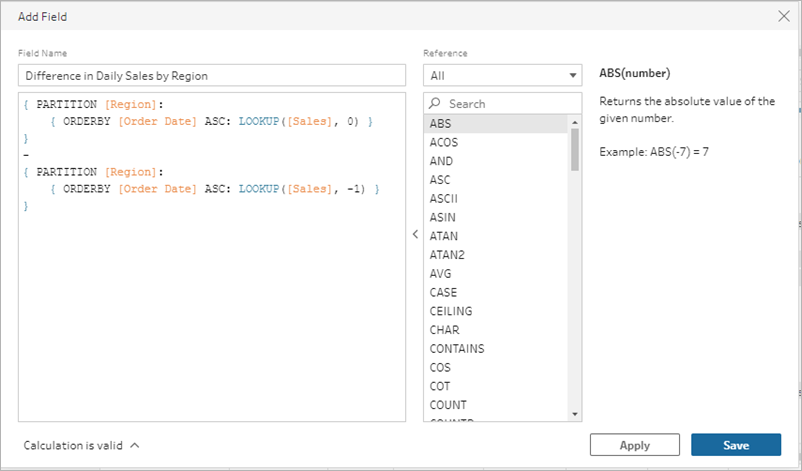 Add Field
Field Name
Difference in Daily Sales by Region
{ PARTITION [Region]:
{ ORDERBY [Order Date] ASC: LOOKUP([Sales], 0) }
}
-
{ PARTITION [Region]:
{ ORDERBY [Order Date] ASC: LOOKUP([Sales], -1) }
}
Reference
All
Search
ABS
ACOS
AND
ASC
ASCII
ASIN
ATAN
ATAN2
AVG
CASE
CEILING
CHAR
CONTAINS
COS
COT
COUNT
COUNTD
ABS(number)
Returns the absolute value of the
given number.
Example: ABS(-7) = 7
Calculation is valid
Apply
Save